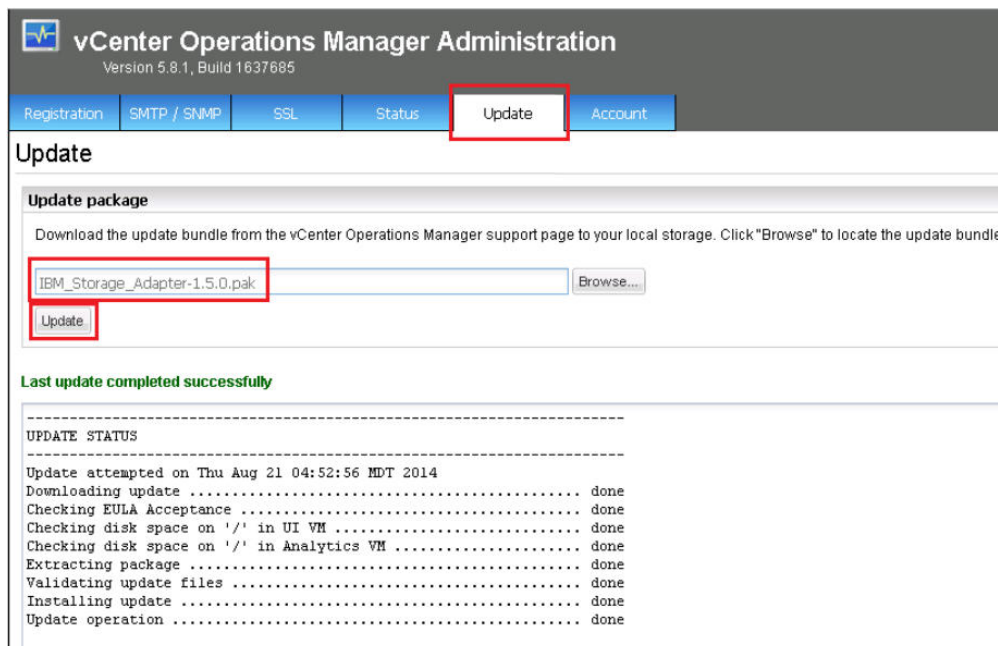 vCenter Operations Manager Administration
Version 5.8.1, Build 1637685
Registration SMTP / SNMP SSL Status Update Account
Update
Update package
Download the update bundle from the vCenter Operations Manager support page to your local storage. Click "Browse" to locate the update bundle
IBM_Storage_Adapter-1.5.0.pak Browse...
Update
Last update completed successfully
--------------------------------------------------------------------
UPDATE STATUS
--------------------------------------------------------------------
Update attempted on Thu Aug 21 04:52:56 MDT 2014
Downloading update .............................................. done
Checking EULA Acceptance ........................................ done
Checking disk space on '/' in UI VM ............................. done
Checking disk space on '/' in Analytics VM ...................... done
Extracting package .............................................. done
Validating update files ......................................... done
Installing update ............................................... done
Update operation ................................................ done